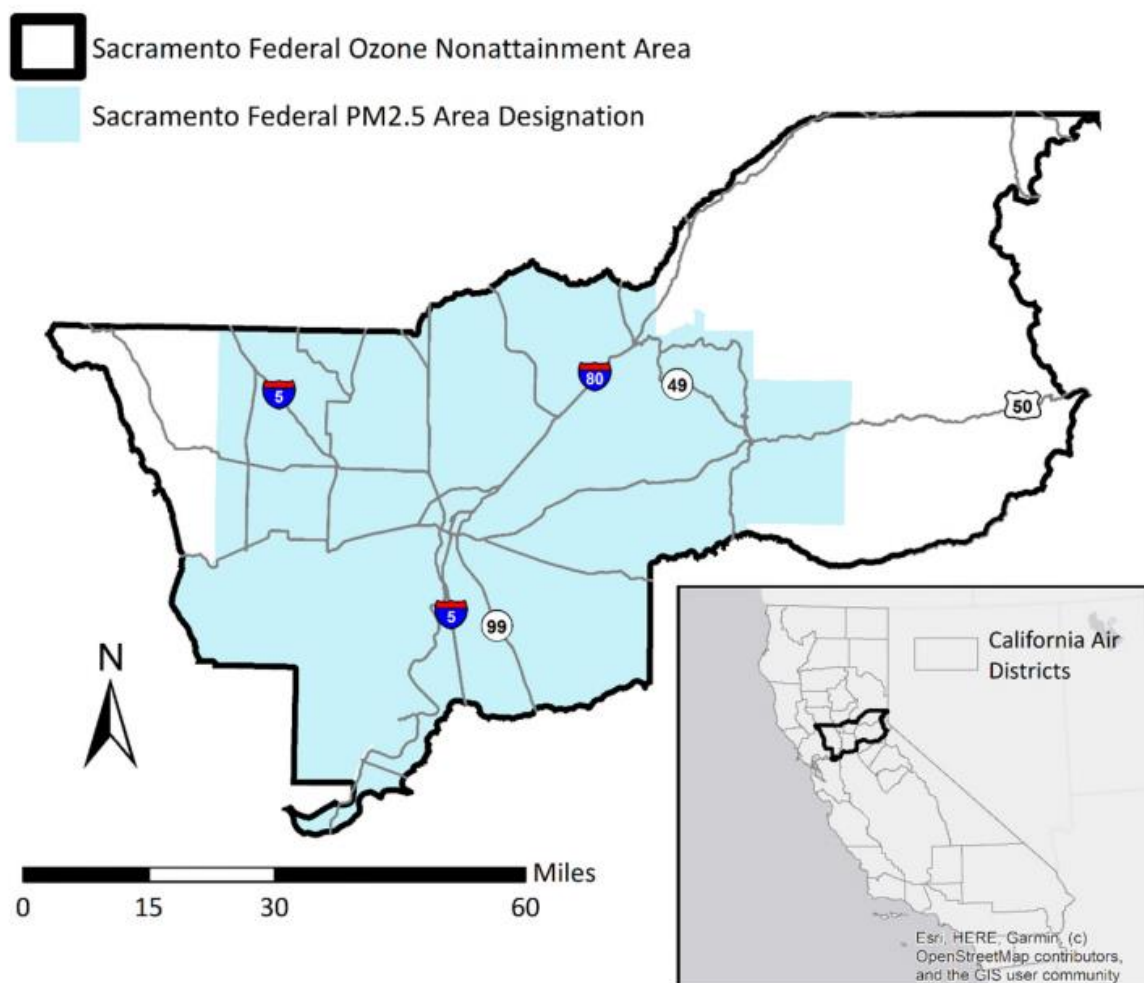 Sacramento Federal Ozone Nonattainment Area
Sacramento Federal PM2.5 Area Designation
5
80
49
50
5
99
N
Miles
0 15 30 60
California Air
Districts
Esri, HERE, Garmin, (c)
OpenStreetMap contributors,
and the GIS user community